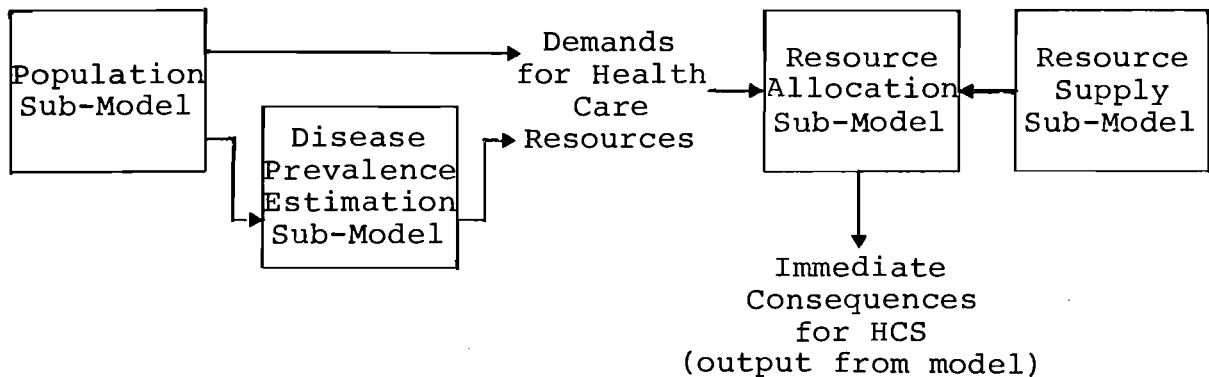 Population
Sub-Model
Disease
Prevalence
Estimation
Sub-Model
Demands
for Health
Care
Resources
Resource
Allocation
Sub-Model
Resource
Supply
Sub-Model
Immediate
Consequences
for HCS
(output from model)